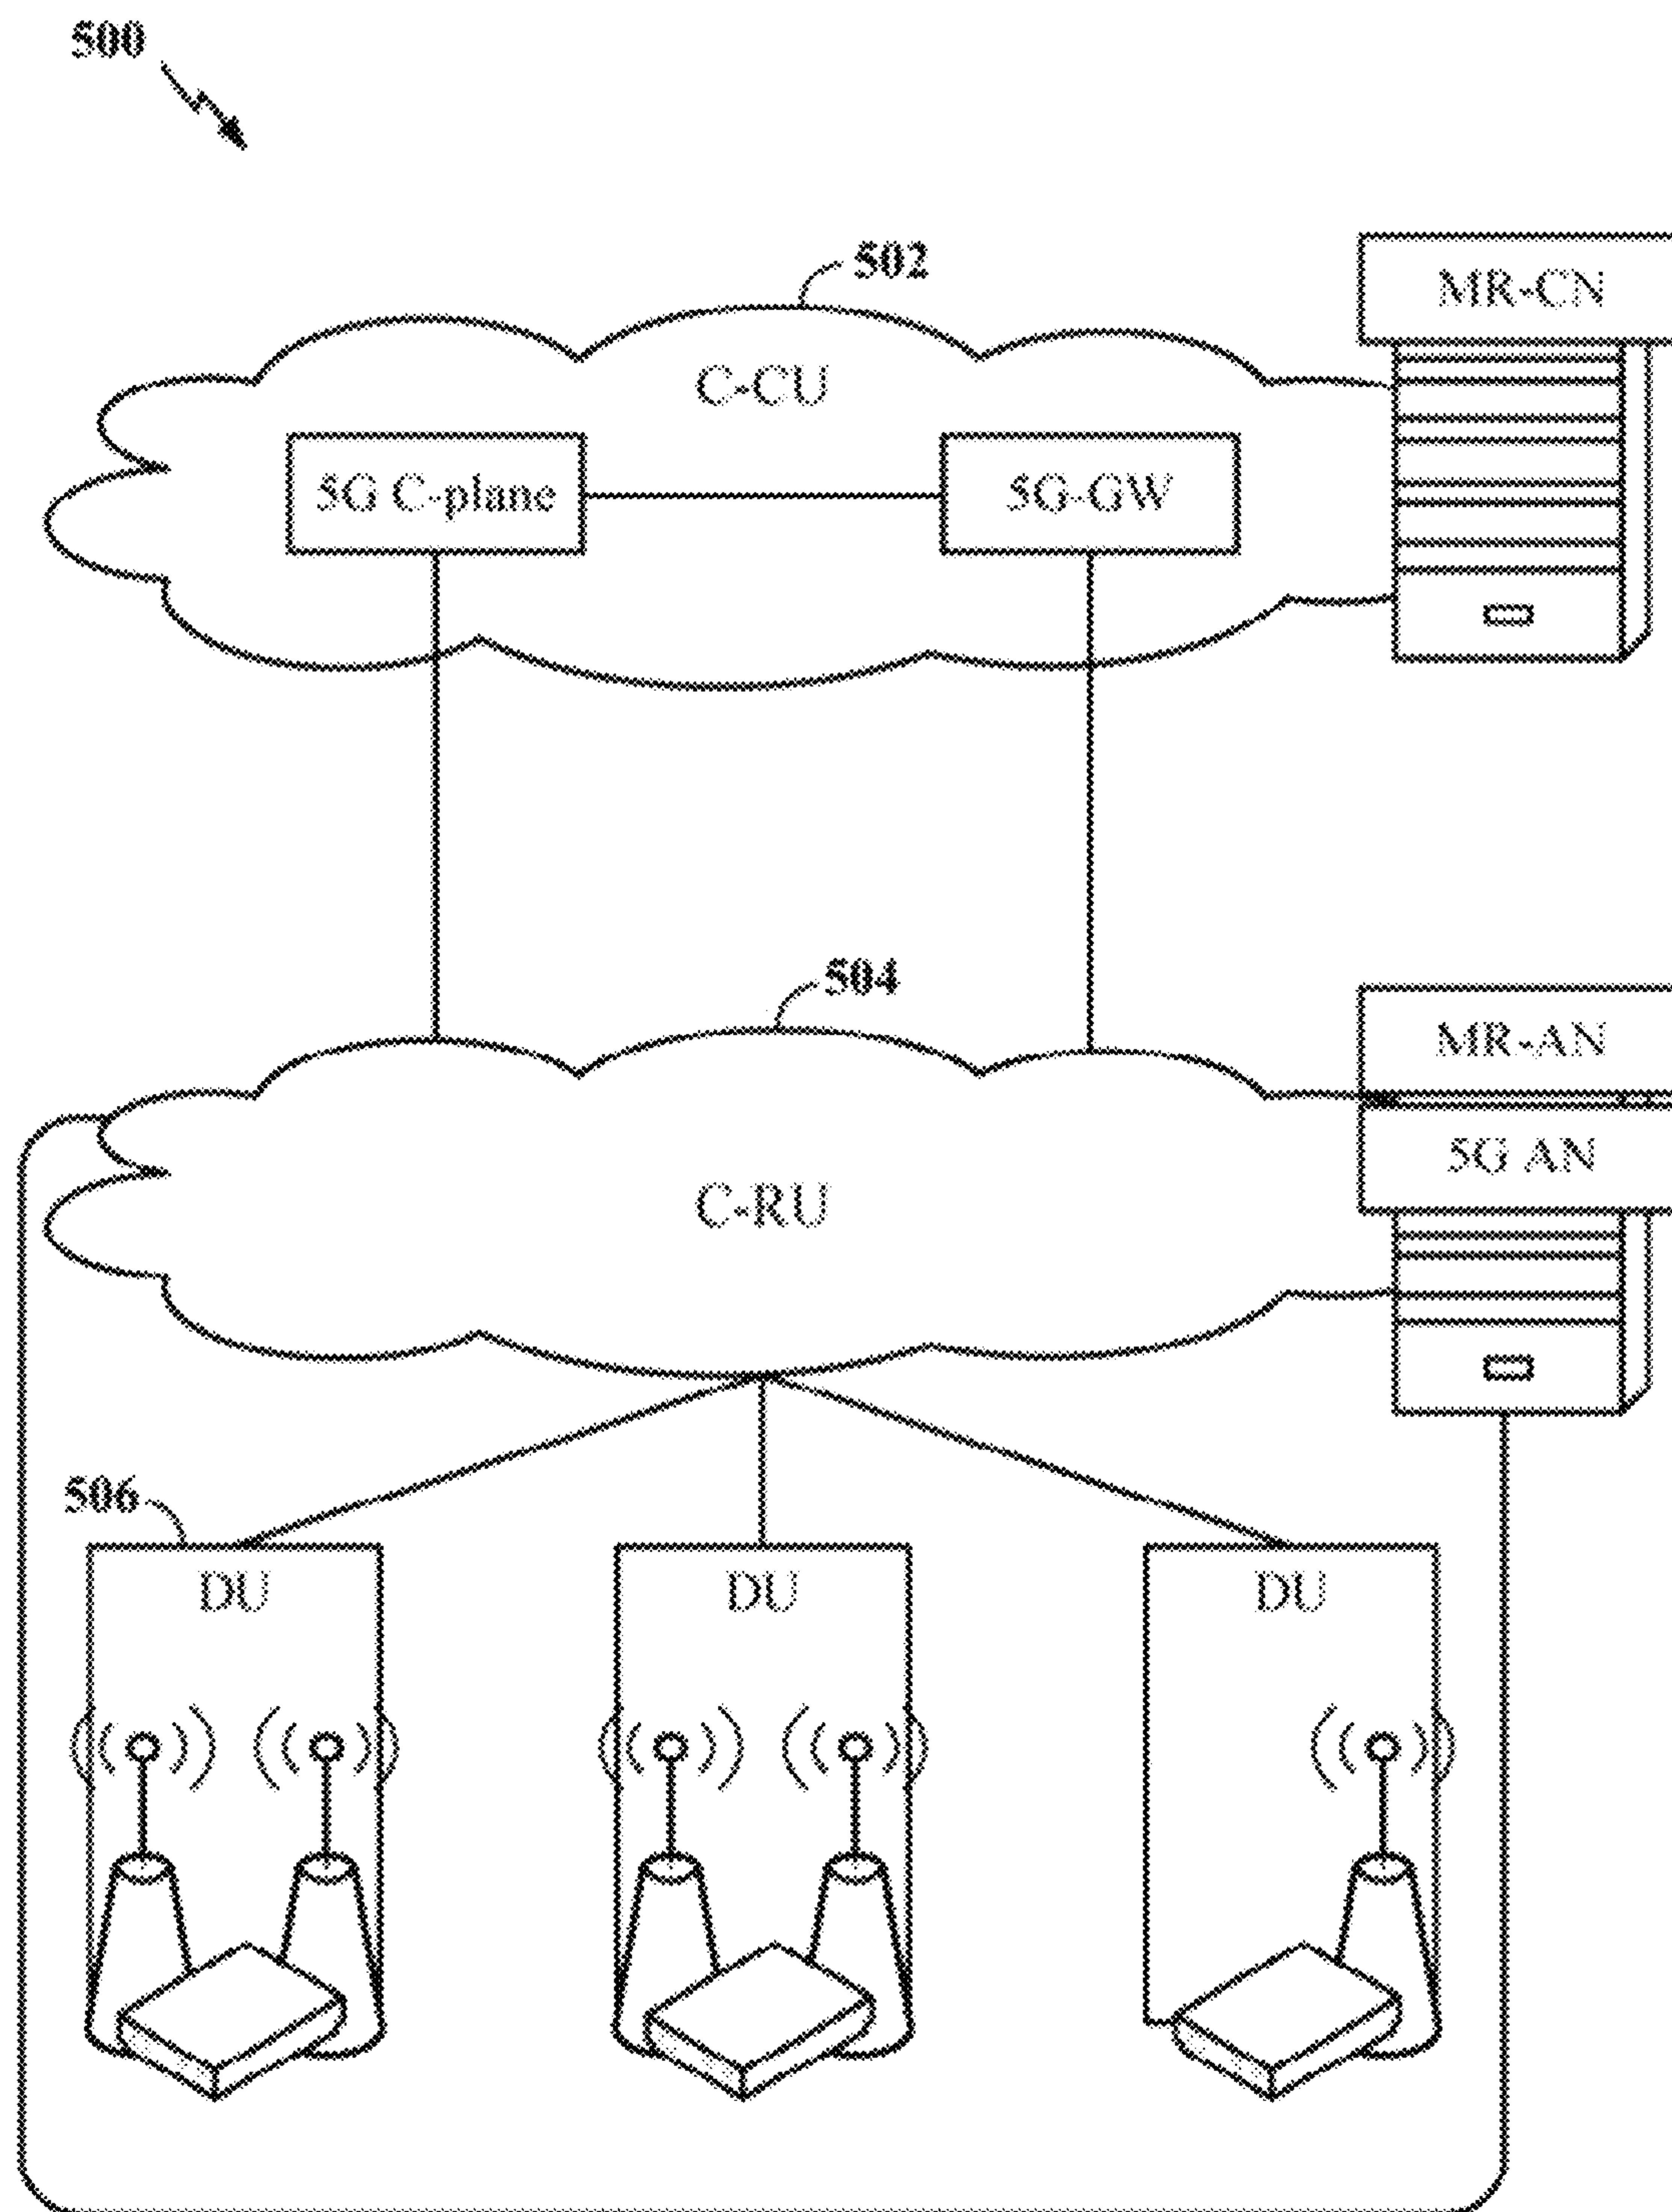 500
502
MR-CN
C-CU
5G C-plane
5G-GW
504
MR-AN
5G AN
C-RU
506
DU
DU
DU